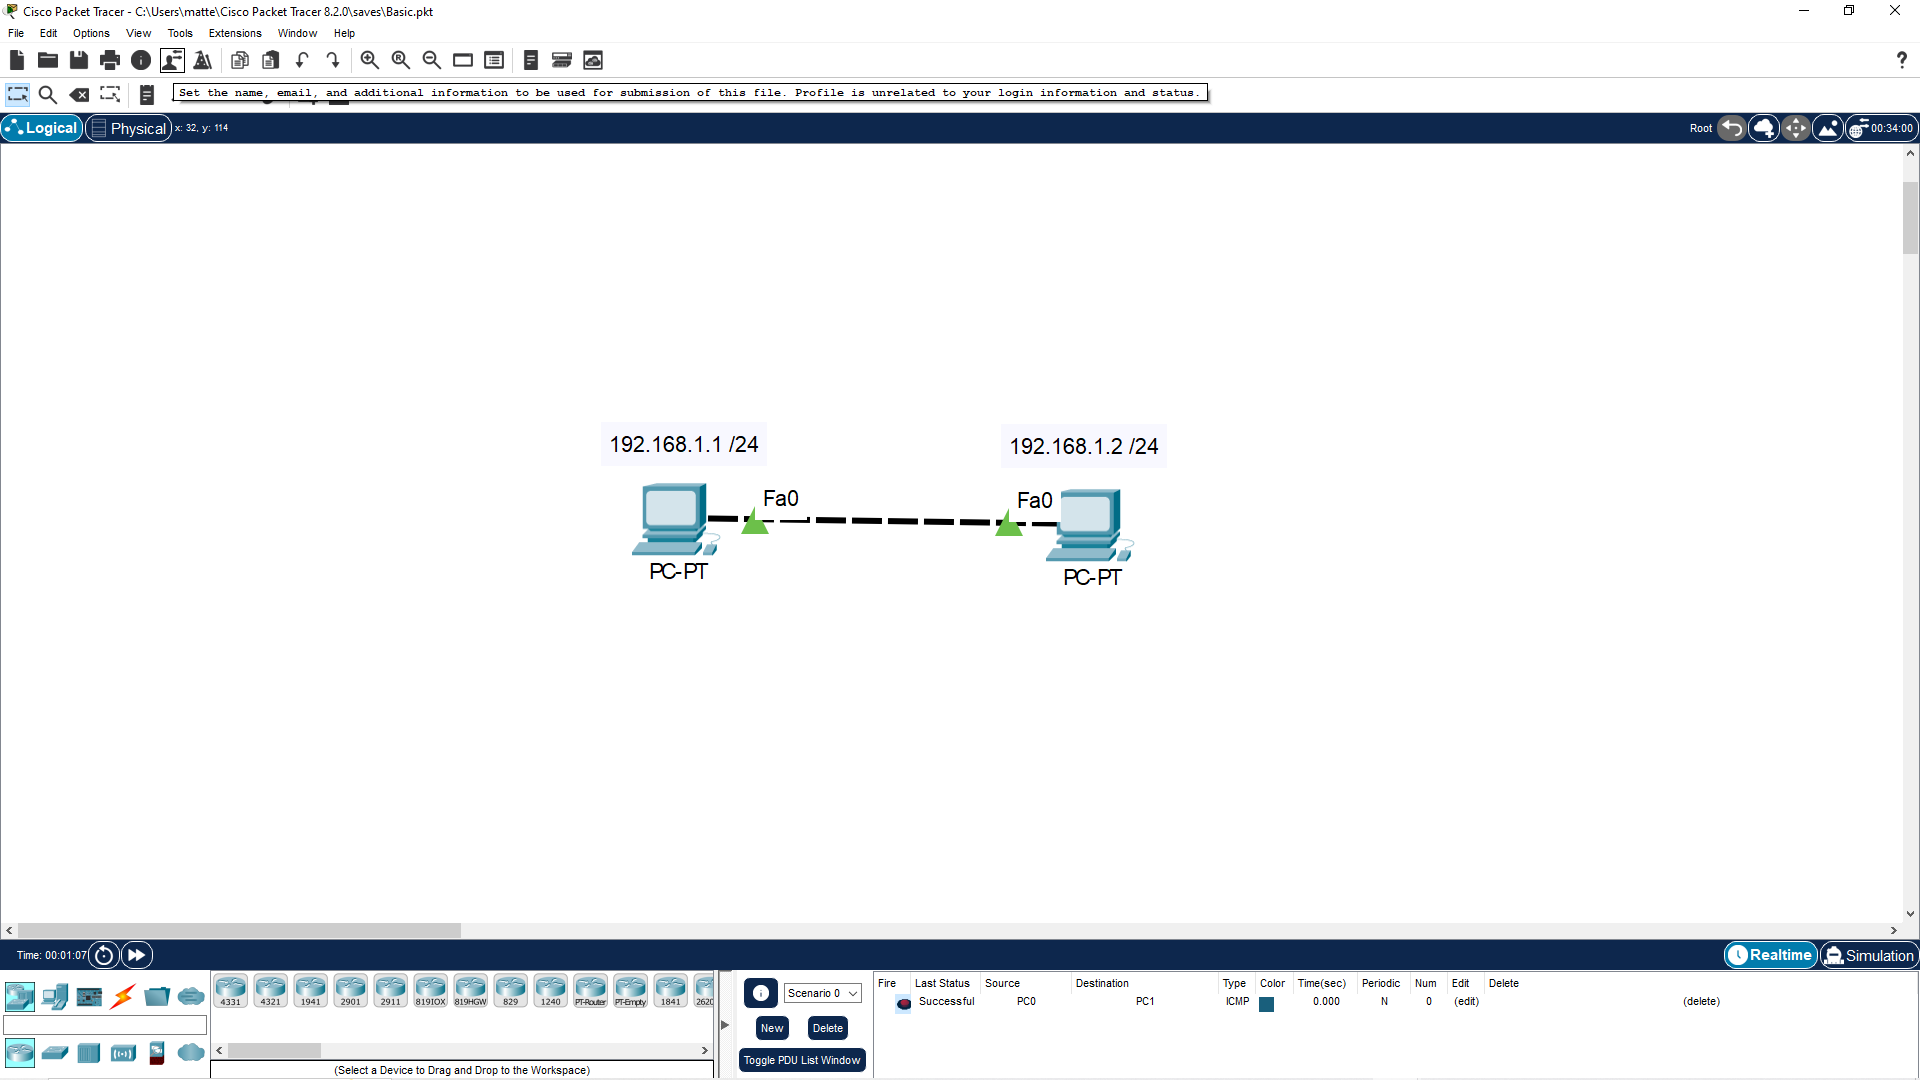 Cisco Packet Tracer - C:\Users\matte\Cisco Packet Tracer 8.2.0\saves\Basic.pkt
File Edit Options View Tools Extensions Window Help
Set the name, email, and additional information to be used for submission of this file. Profile is unrelated to your login information and status.
Logical Physical x: 32, y: 114 Root 00:34:00
192.168.1.1 /24 192.168.1.2 /24
Fa0 Fa0
PC-PT PC-PT
Time: 00:01:07 Realtime Simulation
4331 4321 1941 2901 2911 819IOX 819HGW 829 1240 PT-Router PT-Empty 1841 2620
(Select a Device to Drag and Drop to the Workspace)
Scenario 0
New Delete
Toggle PDU List Window
Fire Last Status Source Destination Type Color Time(sec) Periodic Num Edit Delete
Successful PC0 PC1 ICMP 0.000 N 0 (edit) (delete)